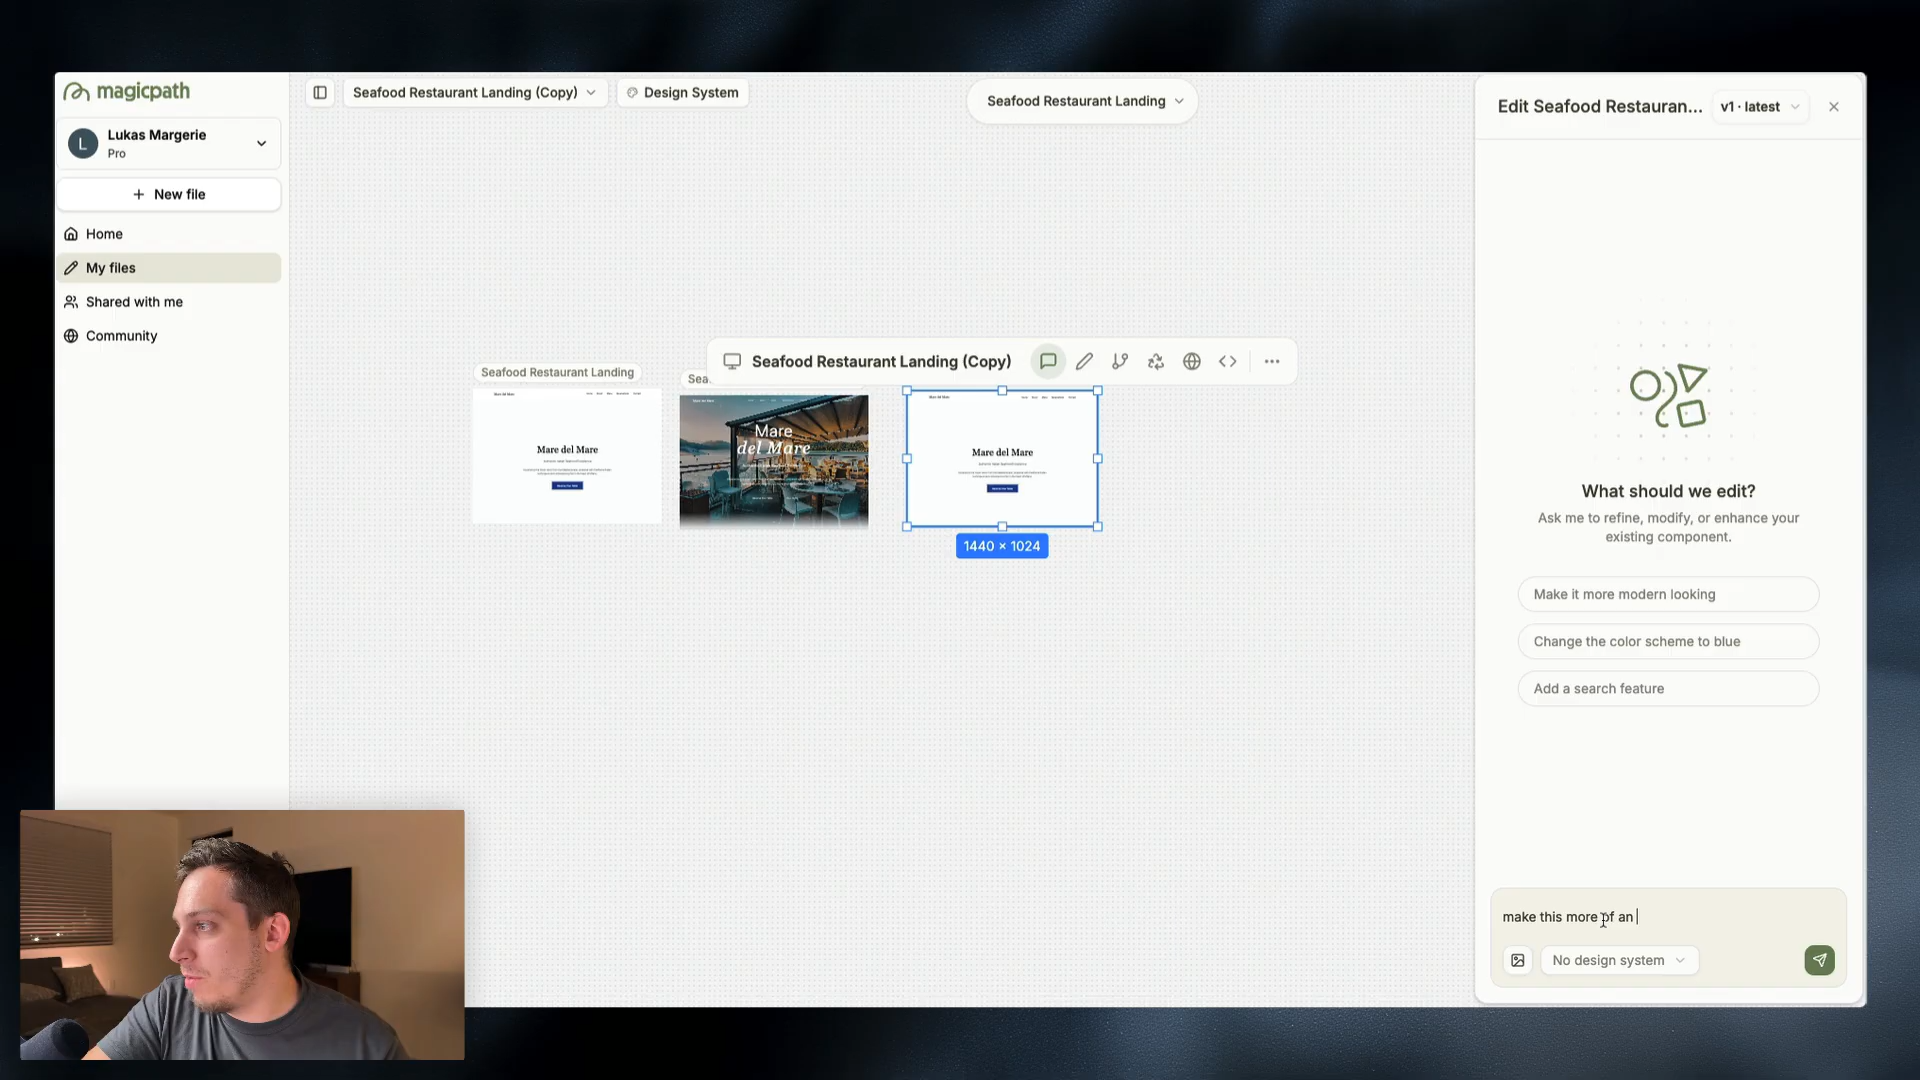 magicpath
Seafood Restaurant Landing (Copy)
Design System
Seafood Restaurant Landing
Edit Seafood Restauran...
v1 · latest
L
Lukas Margerie
Pro
New file
Home
My files
Shared with me
Community
Seafood Restaurant Landing (Copy)
Seafood Restaurant Landing
Sea
Mare del Mare
Mare
del Mare
Mare del Mare
1440 × 1024
What should we edit?
Ask me to refine, modify, or enhance your
existing component.
Make it more modern looking
Change the color scheme to blue
Add a search feature
make this more of an
No design system